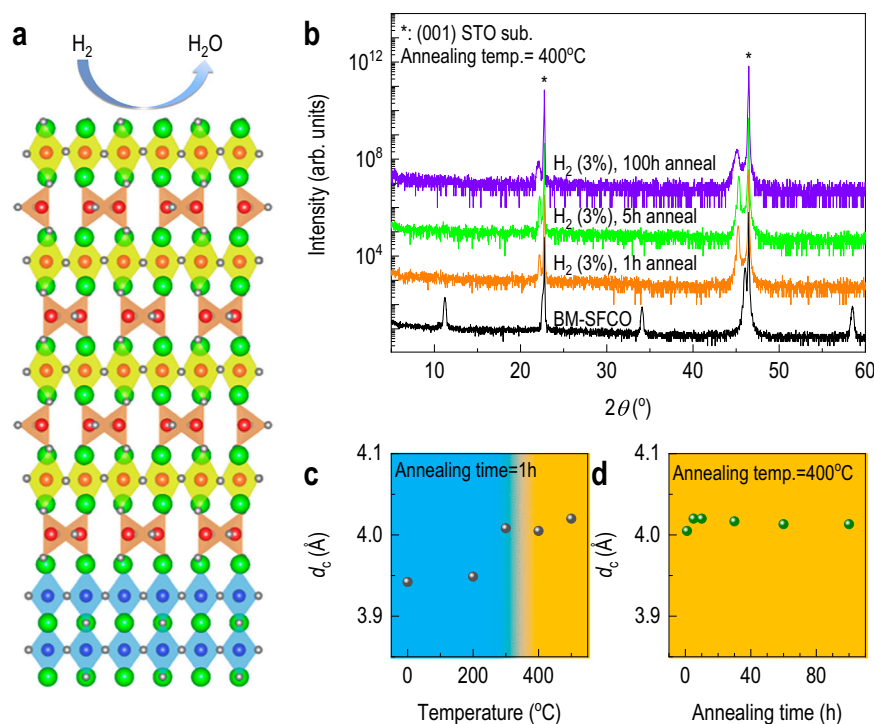 a
H2
H2O
b
*: (001) STO sub.
Annealing temp.= 400°C
*
*
H2 (3%), 100h anneal
H2 (3%), 5h anneal
H2 (3%), 1h anneal
BM-SFCO
Intensity (arb. units)
10^12
10^8
10^4
10 20 30 40 50 60
2θ (°)
c
Annealing time=1h
dc (Å)
4.1
4.0
3.9
0 200 400
Temperature (°C)
d
Annealing temp.=400°C
dc (Å)
4.1
4.0
3.9
0 40 80
Annealing time (h)